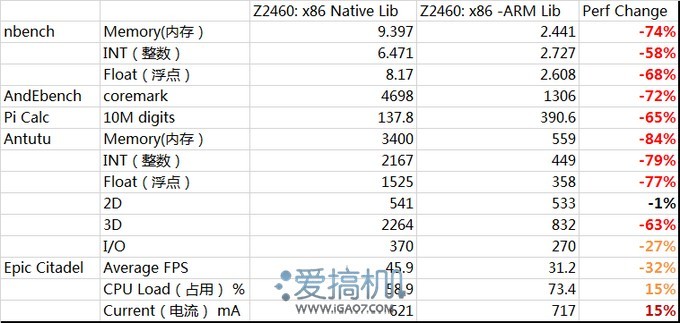 Z2460: x86 Native Lib Z2460: x86 -ARM Lib Perf Change
nbench Memory(内存） 9.397 2.441 -74%
INT（整数） 6.471 2.727 -58%
Float（浮点） 8.17 2.608 -68%
AndEbench coremark 4698 1306 -72%
Pi Calc 10M digits 137.8 390.6 -65%
Antutu Memory(内存） 3400 559 -84%
INT（整数） 2167 449 -79%
Float（浮点） 1525 358 -77%
2D 541 533 -1%
3D 2264 832 -63%
I/O 370 270 -27%
Epic Citadel Average FPS 45.9 31.2 -32%
CPU Load（占用）% 58.9 73.4 15%
Current（电流）mA 621 717 15%
爱搞机
www.iGAO7.com